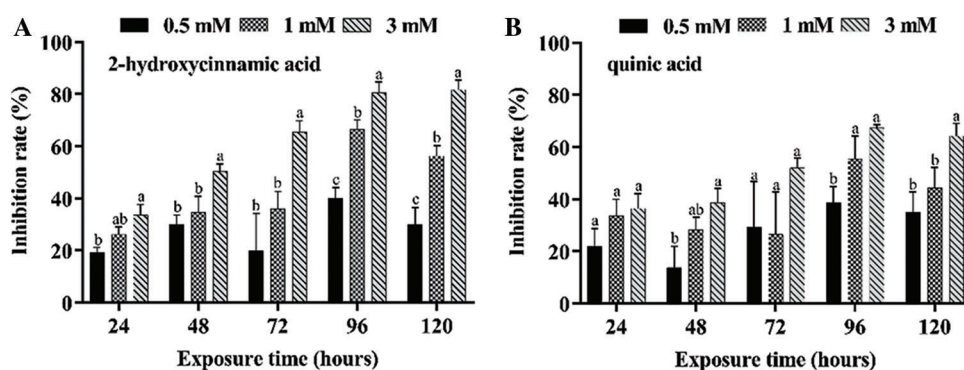 A
0.5 mM 1 mM 3 mM
2-hydroxycinnamic acid
Inhibition rate (%)
100
80
60
40
20
0
b ab a
b b a
b b a
c b a
c b a
24 48 72 96 120
Exposure time (hours)
B
0.5 mM 1 mM 3 mM
quinic acid
Inhibition rate (%)
100
80
60
40
20
0
a a a
b ab a
a a a
b a a
b b a
24 48 72 96 120
Exposure time (hours)